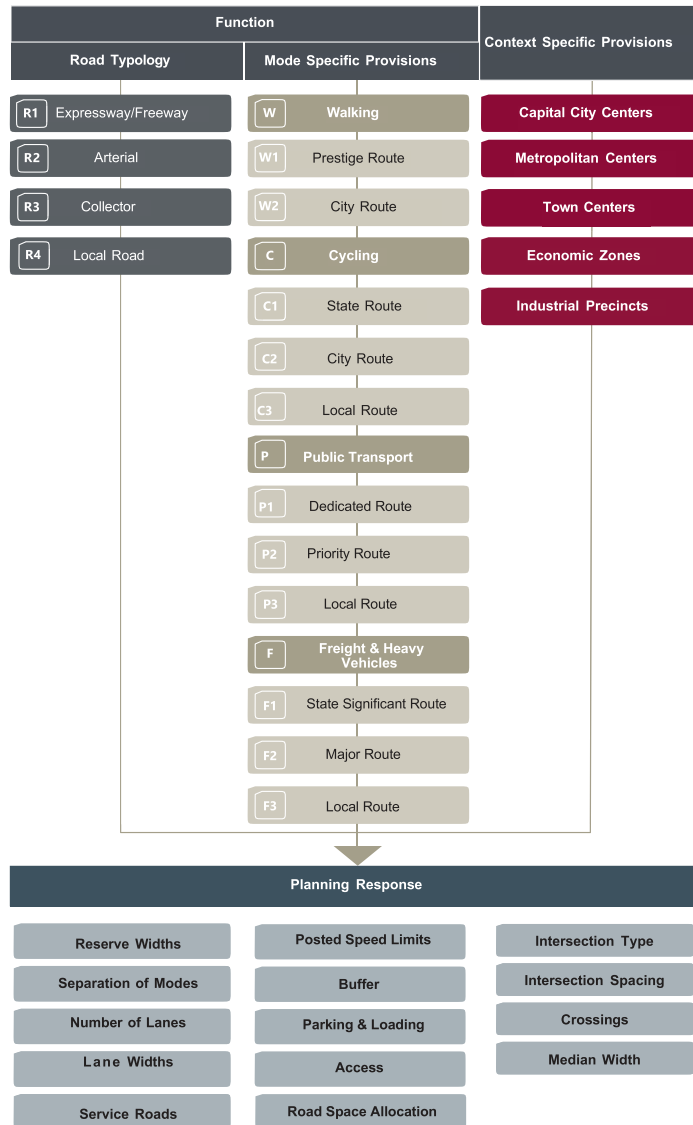 Function
Context Specific Provisions
Road Typology
Mode Specific Provisions
R1 Expressway/Freeway
R2 Arterial
R3 Collector
R4 Local Road
W Walking
W1 Prestige Route
W2 City Route
C Cycling
C1 State Route
C2 City Route
C3 Local Route
P Public Transport
P1 Dedicated Route
P2 Priority Route
P3 Local Route
F Freight & Heavy
Vehicles
F1 State Significant Route
F2 Major Route
F3 Local Route
Capital City Centers
Metropolitan Centers
Town Centers
Economic Zones
Industrial Precincts
Planning Response
Reserve Widths
Separation of Modes
Number of Lanes
Lane Widths
Service Roads
Posted Speed Limits
Buffer
Parking & Loading
Access
Road Space Allocation
Intersection Type
Intersection Spacing
Crossings
Median Width